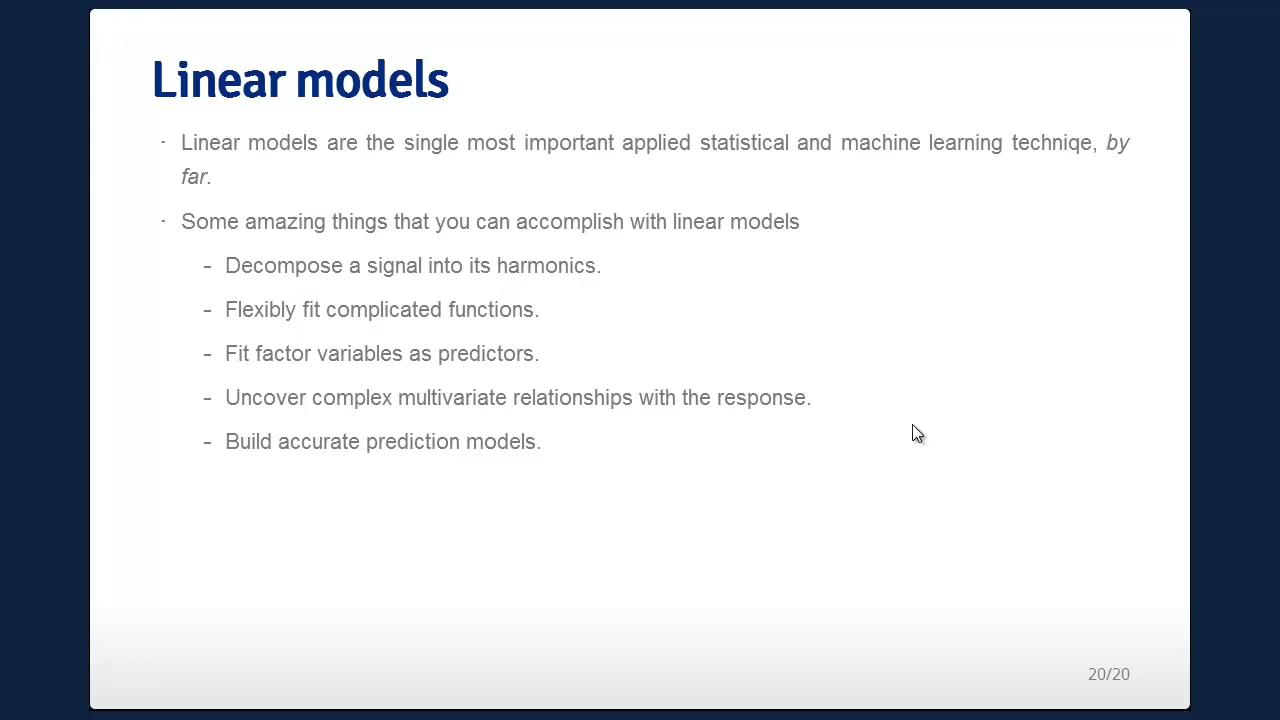 Linear models
· Linear models are the single most important applied statistical and machine learning techniqe, by
far.
· Some amazing things that you can accomplish with linear models
- Decompose a signal into its harmonics.
- Flexibly fit complicated functions.
- Fit factor variables as predictors.
- Uncover complex multivariate relationships with the response.
- Build accurate prediction models.
20/20